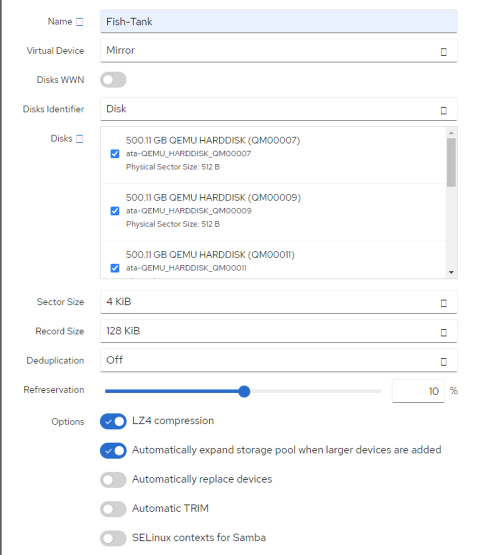 Name
Fish-Tank
Virtual Device
Mirror
Disks WWN
Disks Identifier
Disk
Disks
500.11 GB QEMU HARDDISK (QM00007)
ata-QEMU_HARDDISK_QM00007
Physical Sector Size: 512 B
500.11 GB QEMU HARDDISK (QM00009)
ata-QEMU_HARDDISK_QM00009
Physical Sector Size: 512 B
500.11 GB QEMU HARDDISK (QM00011)
ata-QEMU_HARDDISK_QM00011
Sector Size
4 KiB
Record Size
128 KiB
Deduplication
Off
Refreservation
10 %
Options
LZ4 compression
Automatically expand storage pool when larger devices are added
Automatically replace devices
Automatic TRIM
SELinux contexts for Samba